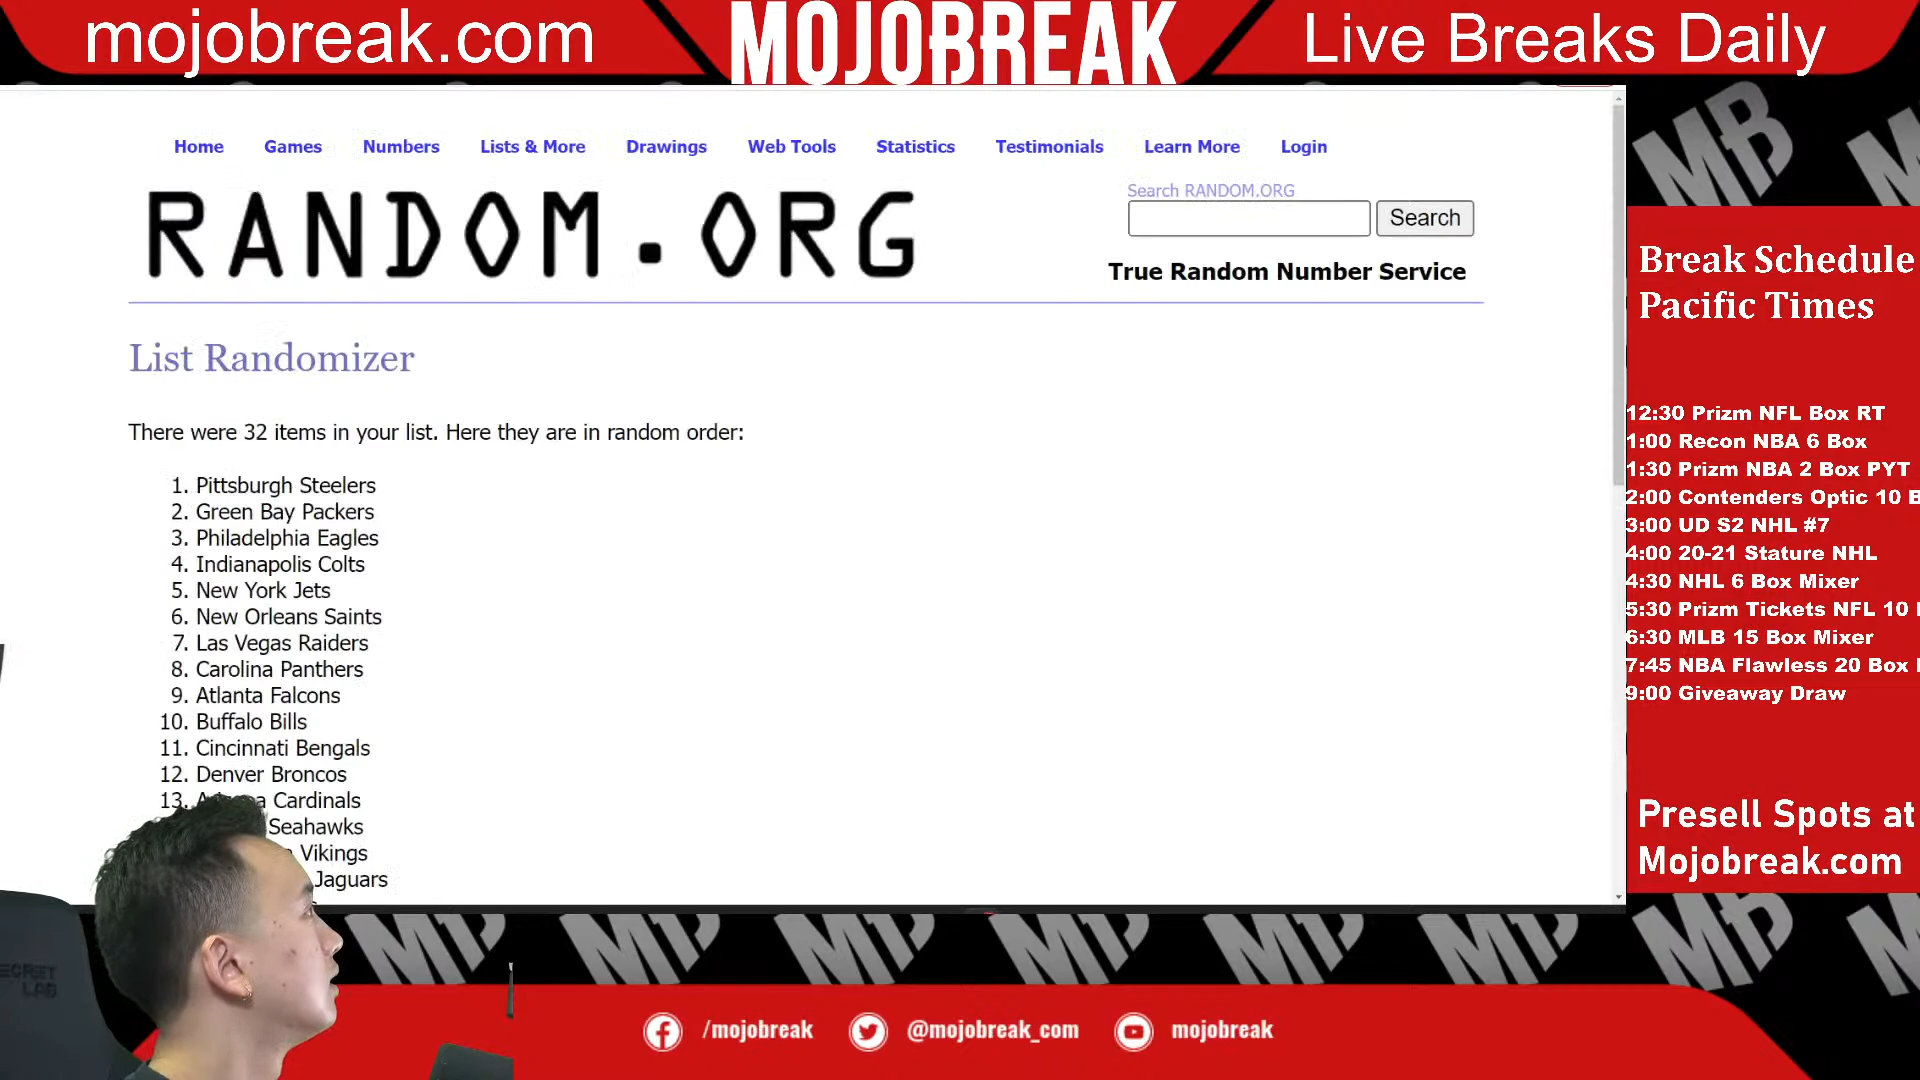 mojobreak.com
MOJOBREAK
Live Breaks Daily
Home Games Numbers Lists & More Drawings Web Tools Statistics Testimonials Learn More Login
RANDOM.ORG
Search RANDOM.ORG
Search
True Random Number Service
List Randomizer
There were 32 items in your list. Here they are in random order:
1. Pittsburgh Steelers
2. Green Bay Packers
3. Philadelphia Eagles
4. Indianapolis Colts
5. New York Jets
6. New Orleans Saints
7. Las Vegas Raiders
8. Carolina Panthers
9. Atlanta Falcons
10. Buffalo Bills
11. Cincinnati Bengals
12. Denver Broncos
13. Cardinals
Seahawks
Vikings
Jaguars
Break Schedule
Pacific Times
12:30 Prizm NFL Box RT
1:00 Recon NBA 6 Box
1:30 Prizm NBA 2 Box PYT
2:00 Contenders Optic 10
3:00 UD S2 NHL #7
4:00 20-21 Stature NHL
4:30 NHL 6 Box Mixer
5:30 Prizm Tickets NFL 10
6:30 MLB 15 Box Mixer
7:45 NBA Flawless 20 Box
9:00 Giveaway Draw
Presell Spots at
Mojobreak.com
MB
SECRET
LAB
/mojobreak
@mojobreak_com
mojobreak